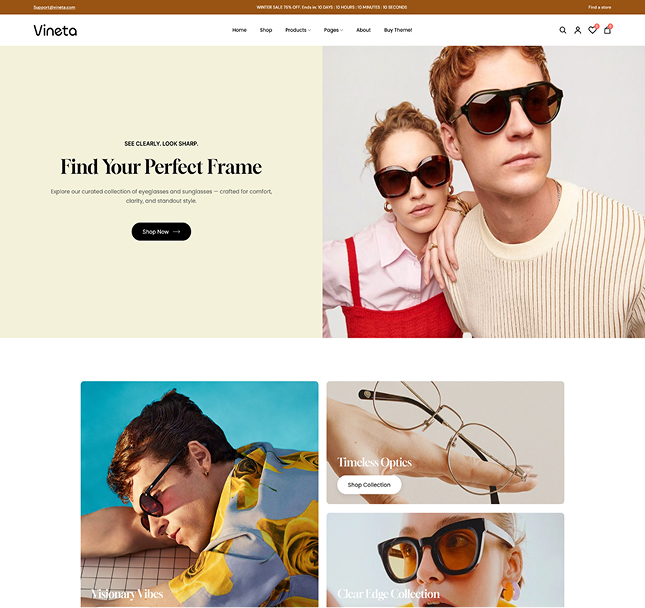 Support@vineta.com
WINTER SALE 75% OFF. Ends in: 10 DAYS : 10 HOURS : 10 MINUTES : 10 SECONDS
Find a store
Vineta
Home
Shop
Products
Pages
About
Buy Theme!
SEE CLEARLY. LOOK SHARP.
Find Your Perfect Frame
Explore our curated collection of eyeglasses and sunglasses — crafted for comfort,
clarity, and standout style.
Shop Now
Timeless Optics
Shop Collection
Visionary Vibes
Clear Edge Collection